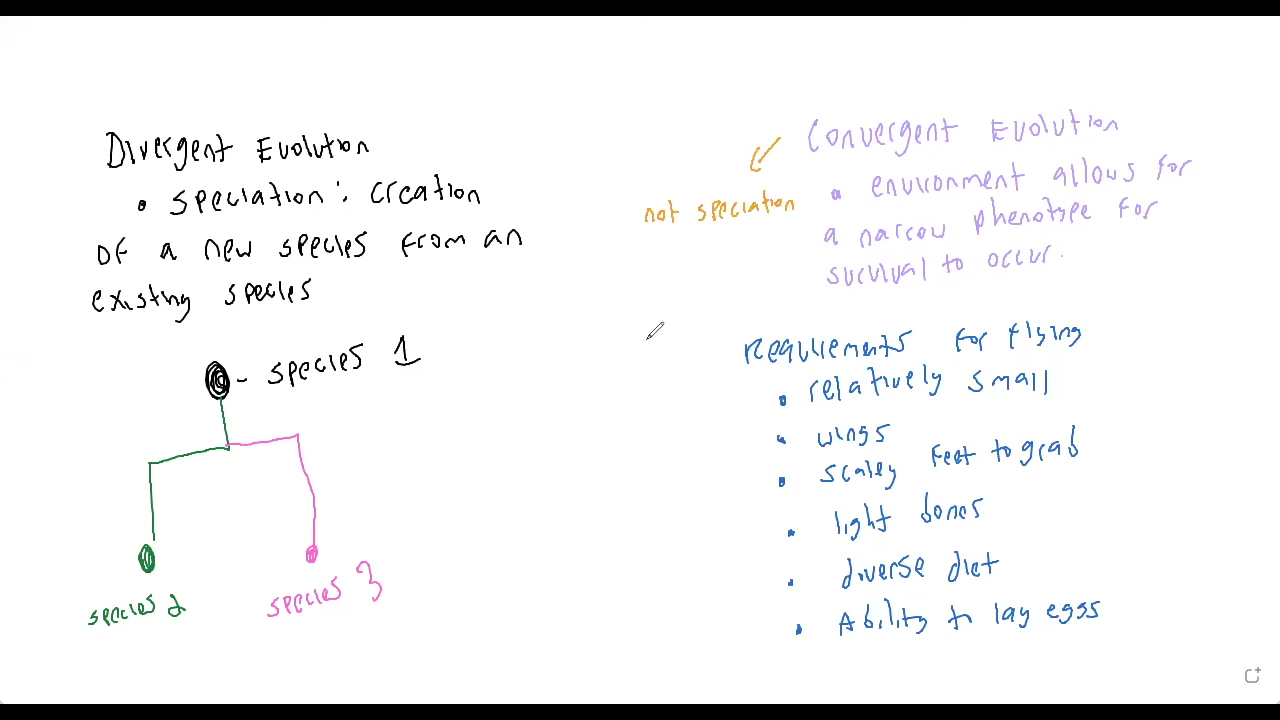 Divergent Evolution
• speciation: creation
of a new species from an
existing species
- species 1
species 2
species 3
Convergent Evolution
not speciation
• environment allows for
a narrow phenotype for
survival to occur.
Requirements for flying
• relatively small
• wings
• scaley feet to grab
• light bones
• diverse diet
• Ability to lay eggs